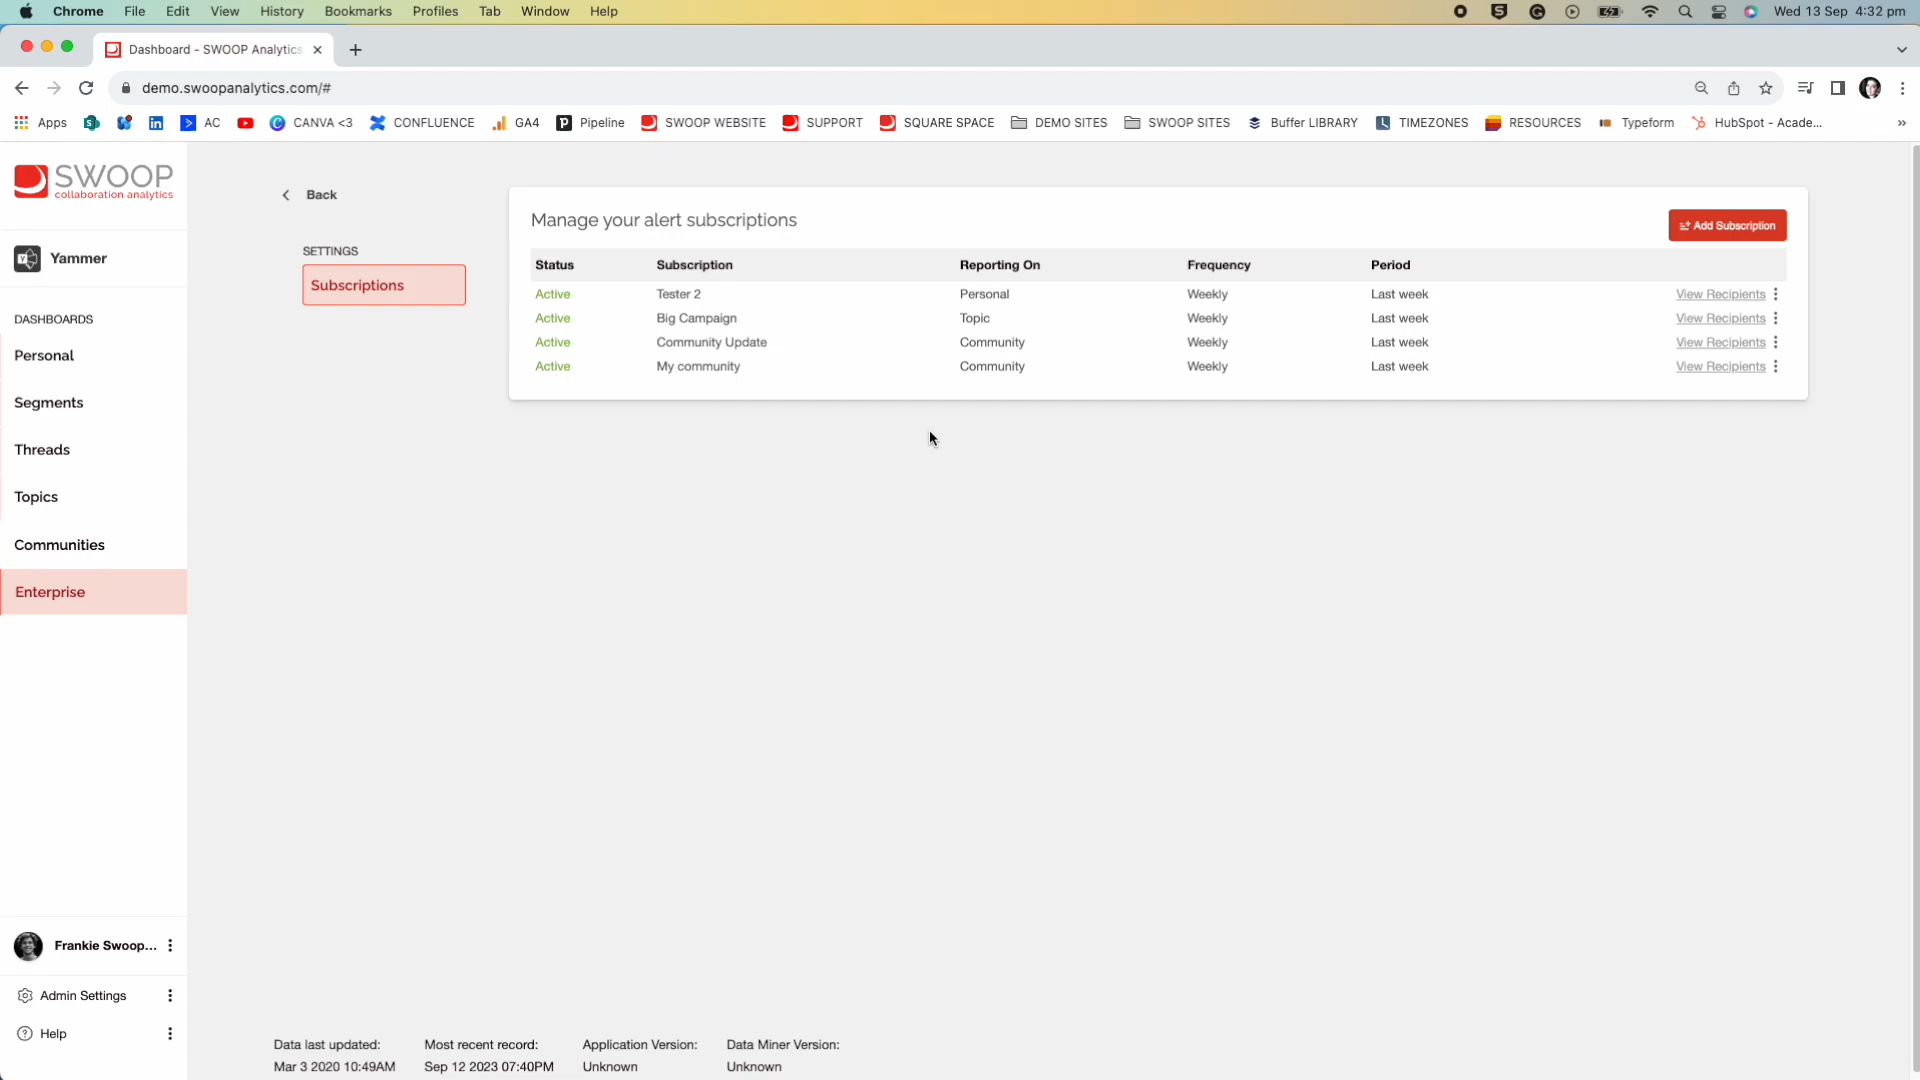 Chrome File Edit View History Bookmarks Profiles Tab Window Help Wed 13 Sep 4:32 pm
Dashboard - SWOOP Analytics
demo.swoopanalytics.com/#
Apps AC CANVA <3 CONFLUENCE GA4 Pipeline SWOOP WEBSITE SUPPORT SQUARE SPACE DEMO SITES SWOOP SITES Buffer LIBRARY TIMEZONES RESOURCES Typeform HubSpot - Acade...
SWOOP
collaboration analytics
Yammer
DASHBOARDS
Personal
Segments
Threads
Topics
Communities
Enterprise
Frankie Swoop...
Admin Settings
Help
Back
SETTINGS
Subscriptions
Manage your alert subscriptions
Add Subscription
Status Subscription Reporting On Frequency Period
Active Tester 2 Personal Weekly Last week View Recipients
Active Big Campaign Topic Weekly Last week View Recipients
Active Community Update Community Weekly Last week View Recipients
Active My community Community Weekly Last week View Recipients
Data last updated: Most recent record: Application Version: Data Miner Version:
Mar 3 2020 10:49AM Sep 12 2023 07:40PM Unknown Unknown